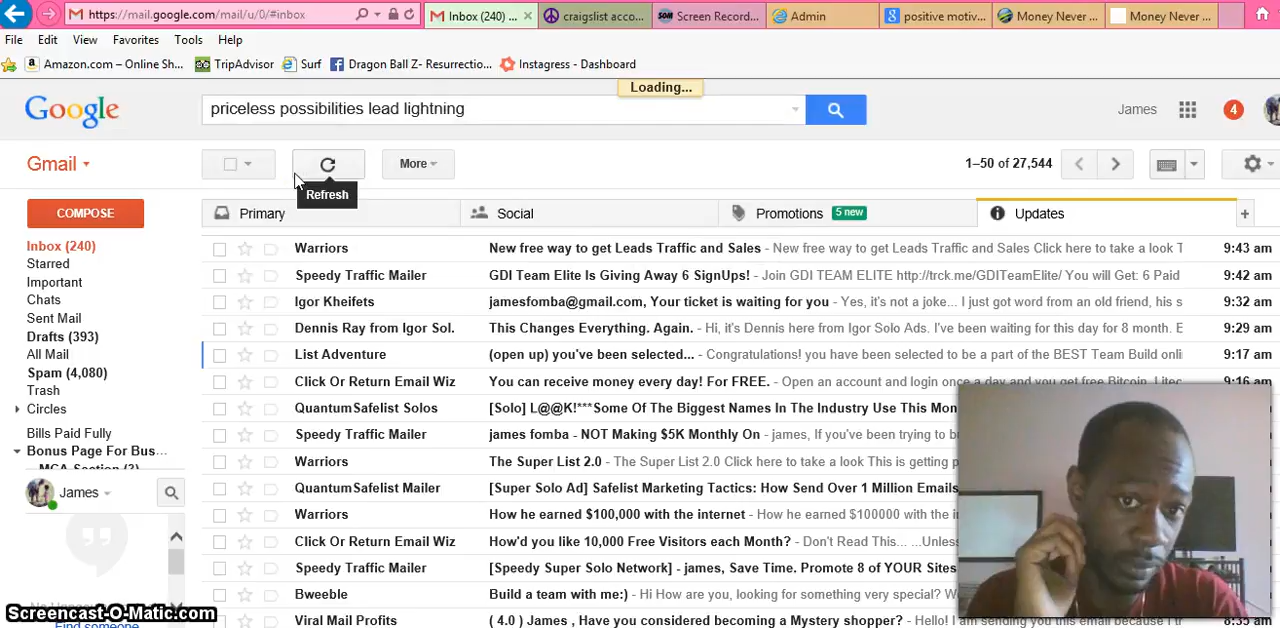 https://mail.google.com/mail/u/0/#inbox
Inbox (240) ...
craigslist acco...
Screen Record...
Admin
positive motiv...
Money Never ...
Money Never ...
File Edit View Favorites Tools Help
Amazon.com – Online Sh... TripAdvisor Surf Dragon Ball Z- Resurrectio... Instagress - Dashboard
Loading...
Google
priceless possibilities lead lightning
James
4
Gmail
More
1–50 of 27,544
Refresh
COMPOSE
Primary
Social
Promotions 5 new
Updates
+
Inbox (240)
Starred
Important
Chats
Sent Mail
Drafts (393)
All Mail
Spam (4,080)
Trash
Circles
Bills Paid Fully
Bonus Page For Bus...
James
Warriors New free way to get Leads Traffic and Sales - New free way to get Leads Traffic and Sales Click here to take a look T 9:43 am
Speedy Traffic Mailer GDI Team Elite Is Giving Away 6 SignUps! - Join GDI TEAM ELITE http://trck.me/GDITeamElite/ You will Get: 6 Paid 9:42 am
Igor Kheifets jamesfomba@gmail.com, Your ticket is waiting for you - Yes, it's not a joke... I just got word from an old friend, his s 9:32 am
Dennis Ray from Igor Sol. This Changes Everything. Again. - Hi, it's Dennis here from Igor Solo Ads. I've been waiting for this day for 8 month. E 9:29 am
List Adventure (open up) you've been selected... - Congratulations! you have been selected to be a part of the BEST Team Build onli 9:17 am
Click Or Return Email Wiz You can receive money every day! For FREE. - Open an account and login once a day and you get free Bitcoin, Litec 9:16 am
QuantumSafelist Solos [Solo] L@@K!***Some Of The Biggest Names In The Industry Use This Mon
Speedy Traffic Mailer james fomba - NOT Making $5K Monthly On - james, If you've been trying to b
Warriors The Super List 2.0 - The Super List 2.0 Click here to take a look This is getting p
QuantumSafelist Mailer [Super Solo Ad] Safelist Marketing Tactics: How Send Over 1 Million Emails
Warriors How he earned $100,000 with the internet - How he earned $100000 with the i
Click Or Return Email Wiz How'd you like 10,000 Free Visitors each Month? - Don't Read This... ...Unles
Speedy Traffic Mailer [Speedy Super Solo Network] - james, Save Time. Promote 8 of YOUR Sites
Bweeble Build a team with me:) - Hi How are you, looking for something very special? W
Viral Mail Profits ( 4.0 ) James , Have you considered becoming a Mystery shopper? - Hello! I am sending you this email because I tr 8:35 am
Screencast-O-Matic.com
Find someone